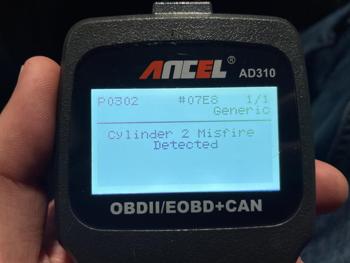 ANCEL® AD310
P0302 #07E8 1/1
Generic
Cylinder 2 Misfire
Detected
OBDII/EOBD+CAN